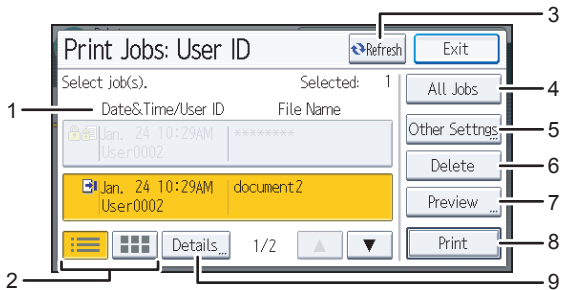 3
Print Jobs: User ID
Refresh
Exit
Select job(s).
Selected: 1
All Jobs
4
1
Date&Time/User ID
File Name
Other Settngs
5
Jan. 24 10:29AM
********
User0002
Delete
6
Jan. 24 10:29AM
document2
User0002
Preview
7
Details
1/2
Print
8
2
9